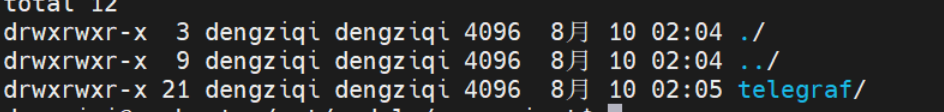 total 12
drwxrwxr-x  3 dengziqi dengziqi 4096  8月 10 02:04 ./
drwxrwxr-x  9 dengziqi dengziqi 4096  8月 10 02:04 ../
drwxrwxr-x 21 dengziqi dengziqi 4096  8月 10 02:05 telegraf/